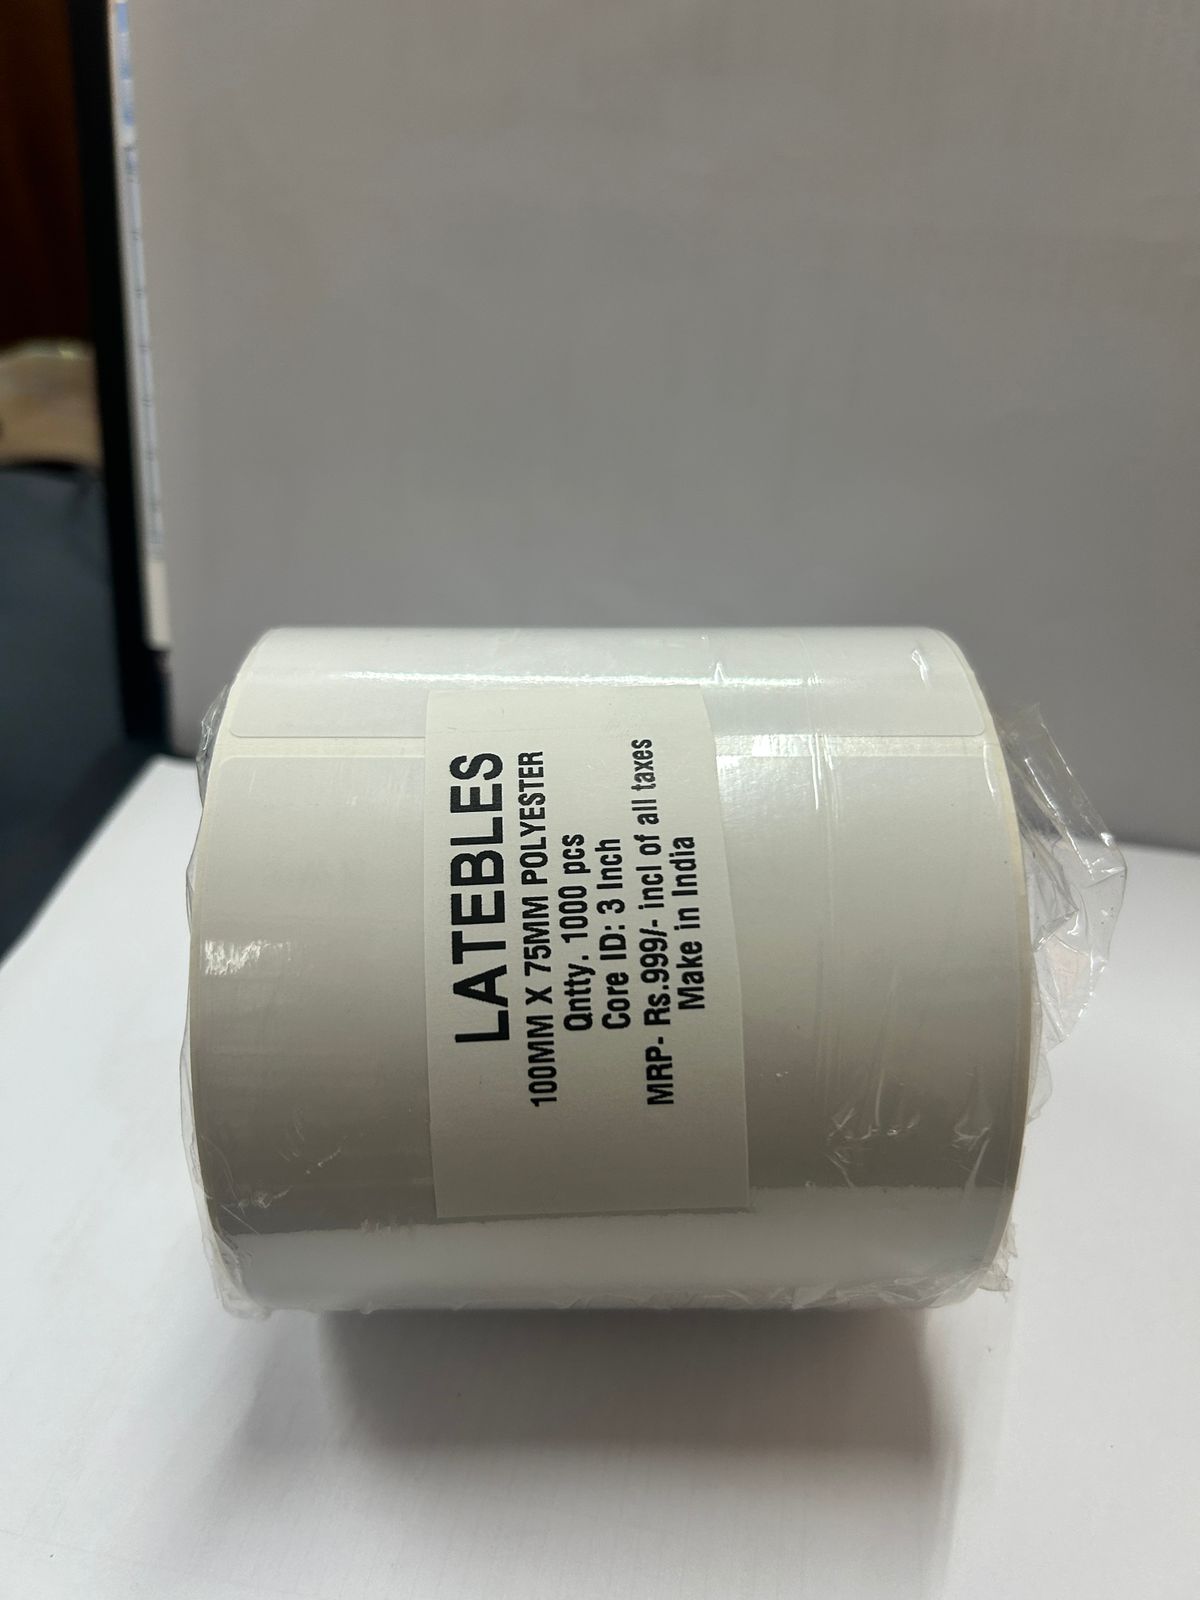 LATEBLES
100MM X 75MM POLYESTER
Qntty. 1000 pcs
Core ID: 3 Inch
MRP- Rs.999/- incl of all taxes
Make in India